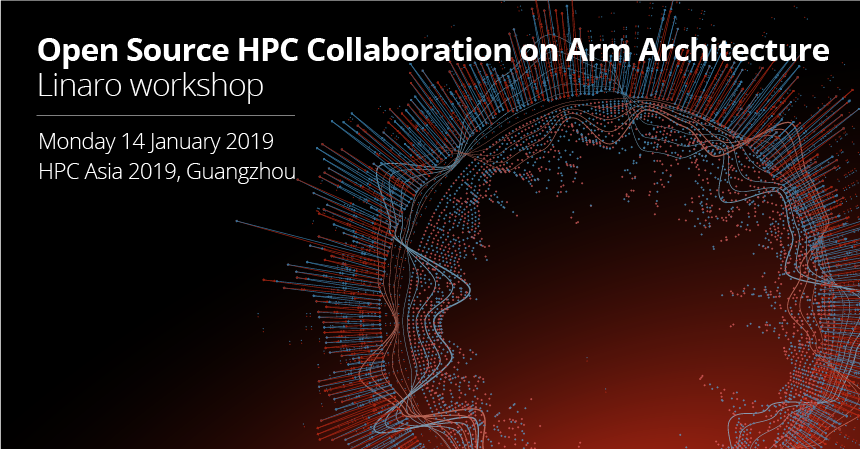 Open Source HPC Collaboration on Arm Architecture
Linaro workshop
Monday 14 January 2019
HPC Asia 2019, Guangzhou